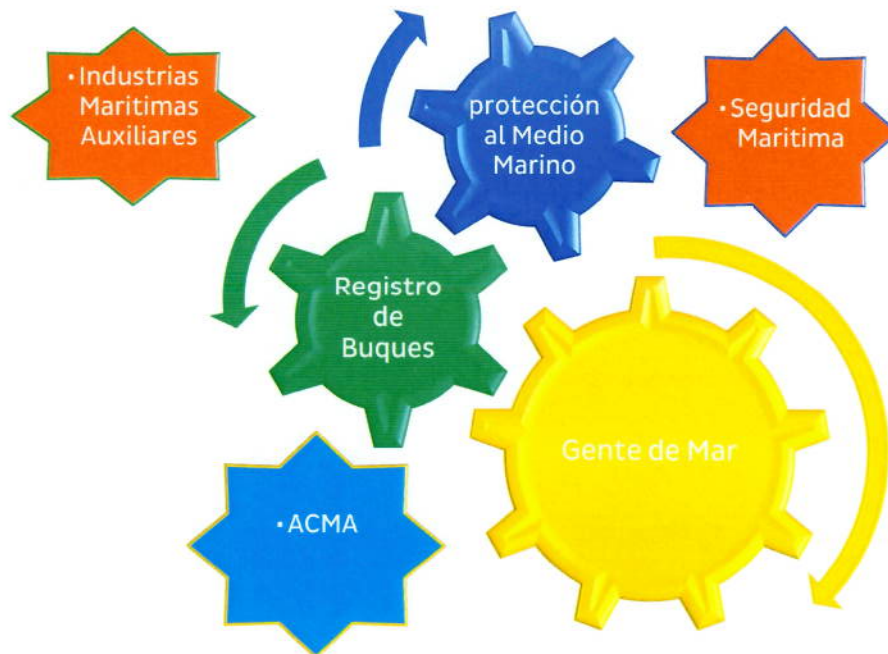 · Industrias
Maritimas
Auxiliares
protección
al Medio
Marino
· Seguridad
Maritima
Registro
de
Buques
Gente de Mar
· ACMA